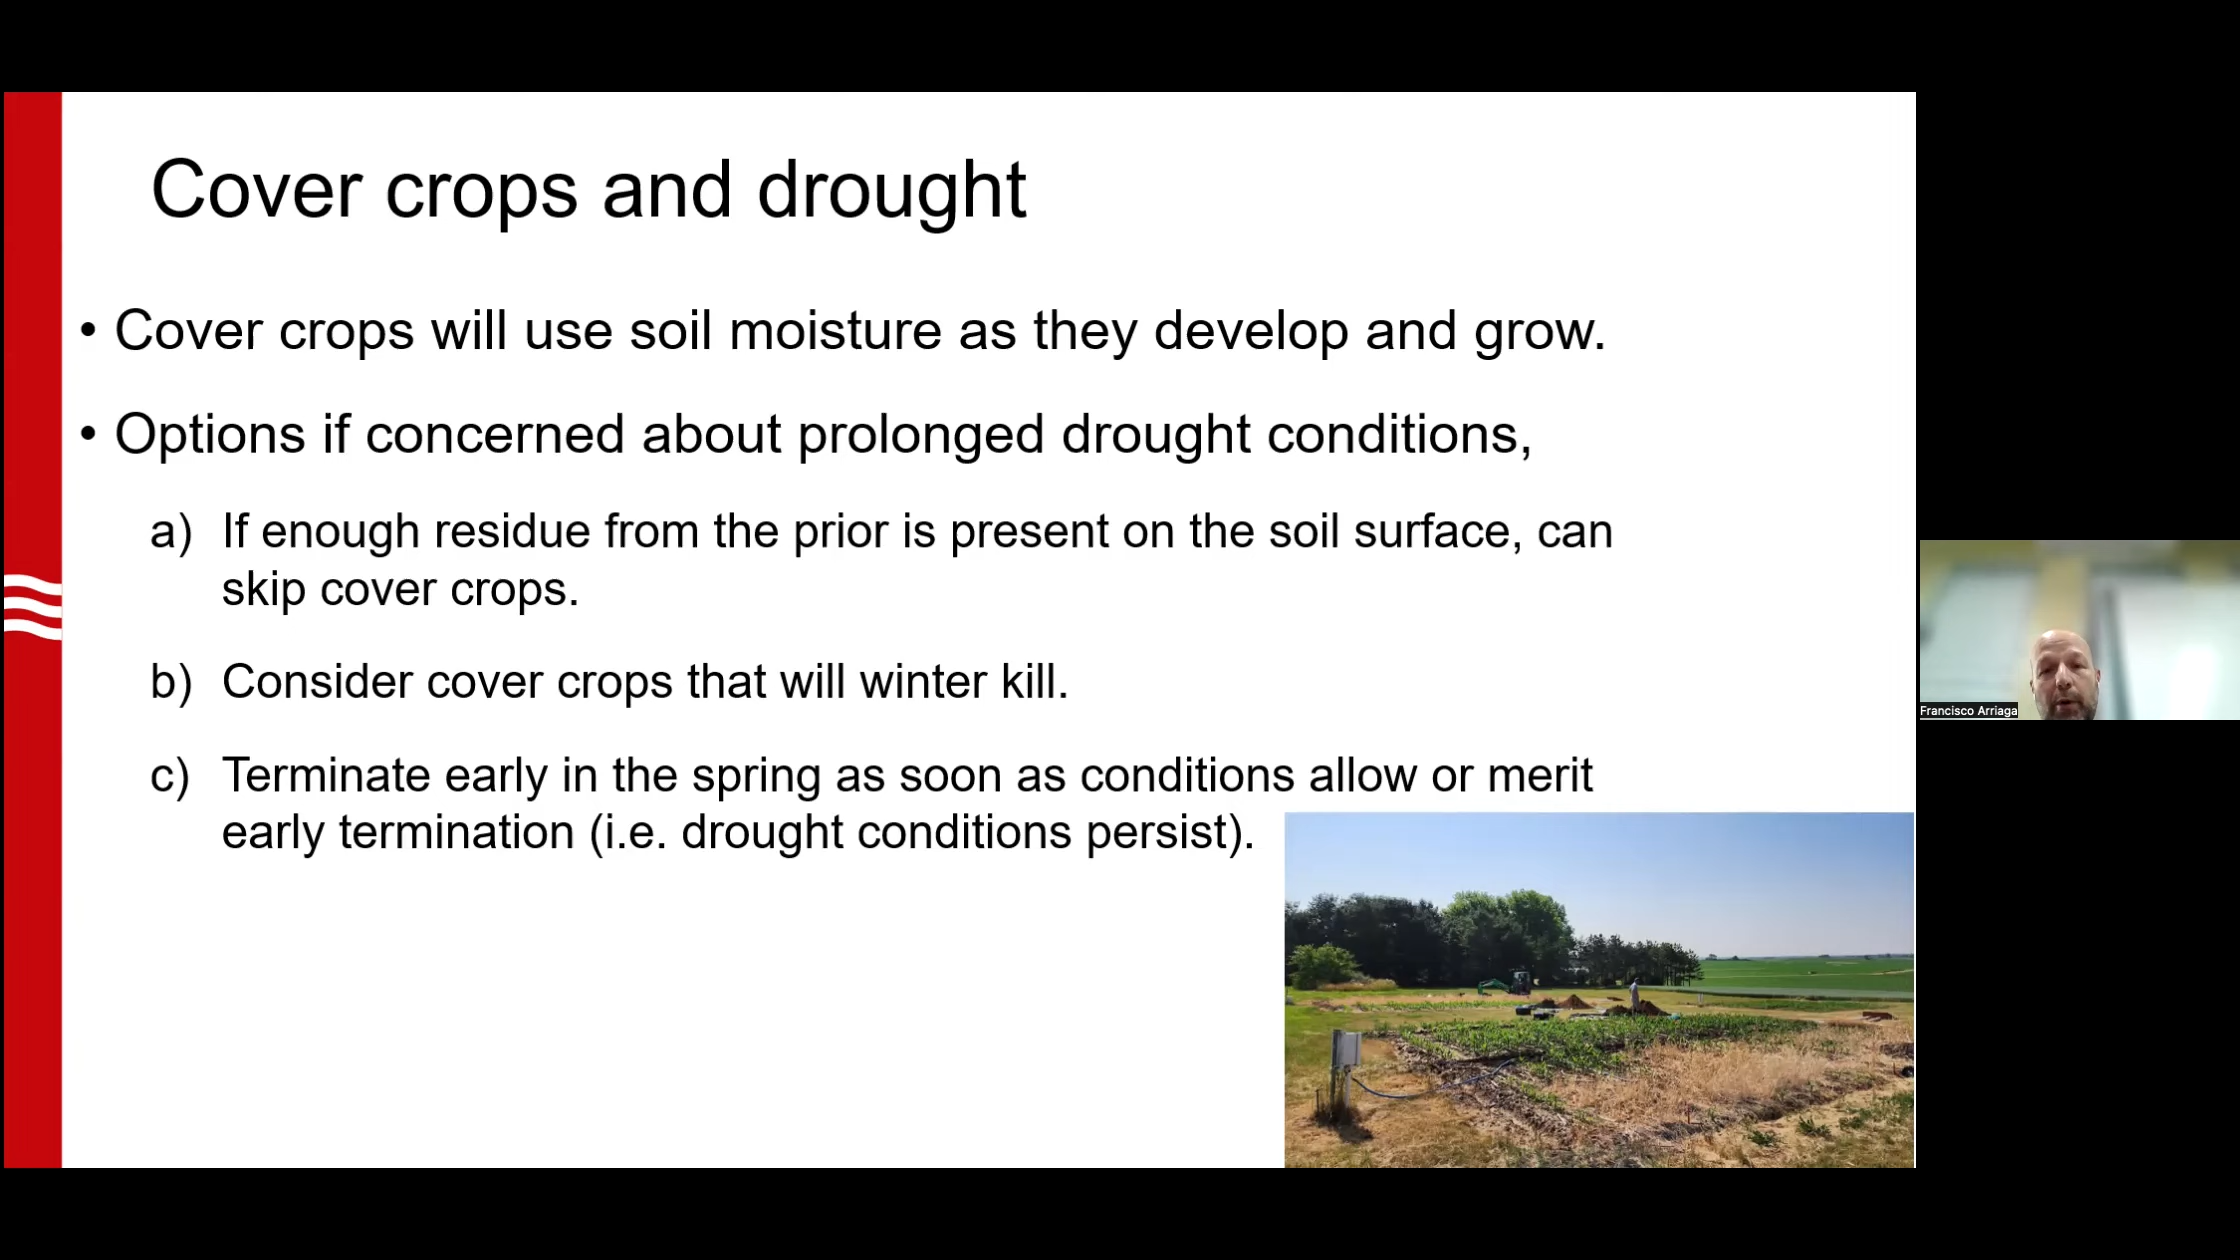 Cover crops and drought
• Cover crops will use soil moisture as they develop and grow.
• Options if concerned about prolonged drought conditions,
a) If enough residue from the prior is present on the soil surface, can
skip cover crops.
b) Consider cover crops that will winter kill.
c) Terminate early in the spring as soon as conditions allow or merit
early termination (i.e. drought conditions persist).
Francisco Arriaga